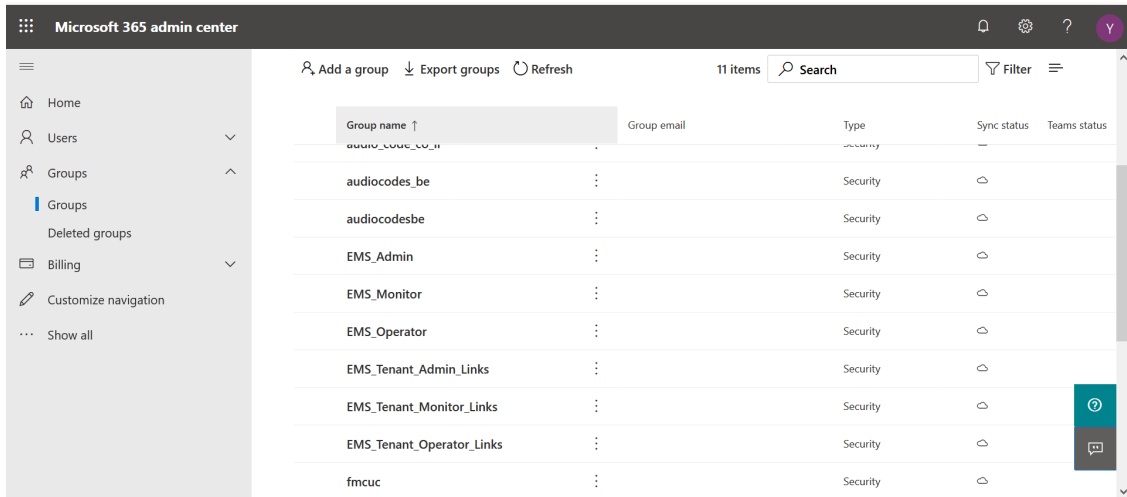 Microsoft 365 admin center
Y
Home
Users
Groups
Groups
Deleted groups
Billing
Customize navigation
Show all
Add a group Export groups Refresh 11 items Search Filter
Group name ↑ Group email Type Sync status Teams status
audio_code_co_il Security
audiocodes_be Security
audiocodesbe Security
EMS_Admin Security
EMS_Monitor Security
EMS_Operator Security
EMS_Tenant_Admin_Links Security
EMS_Tenant_Monitor_Links Security
EMS_Tenant_Operator_Links Security
fmcuc Security